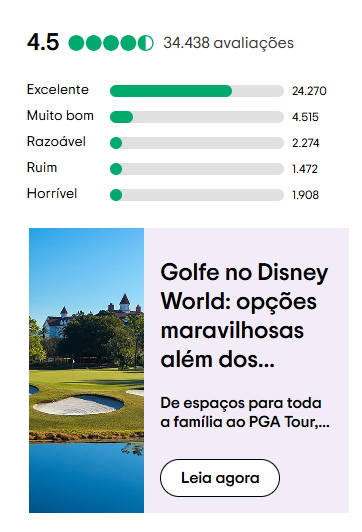 4.5 34.438 avaliações
Excelente 24.270
Muito bom 4.515
Razoável 2.274
Ruim 1.472
Horrível 1.908
Golfe no Disney
World: opções
maravilhosas
além dos...
De espaços para toda
a família ao PGA Tour,...
Leia agora